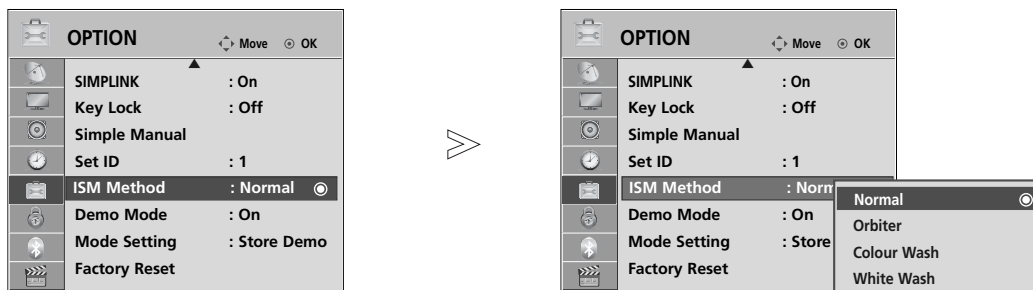 OPTION Move OK
SIMPLINK : On
Key Lock : Off
Simple Manual
Set ID : 1
ISM Method : Normal
Demo Mode : On
Mode Setting : Store Demo
Factory Reset
OPTION Move OK
SIMPLINK : On
Key Lock : Off
Simple Manual
Set ID : 1
ISM Method : Norm
Demo Mode : On
Mode Setting : Store
Factory Reset
Normal
Orbiter
Colour Wash
White Wash